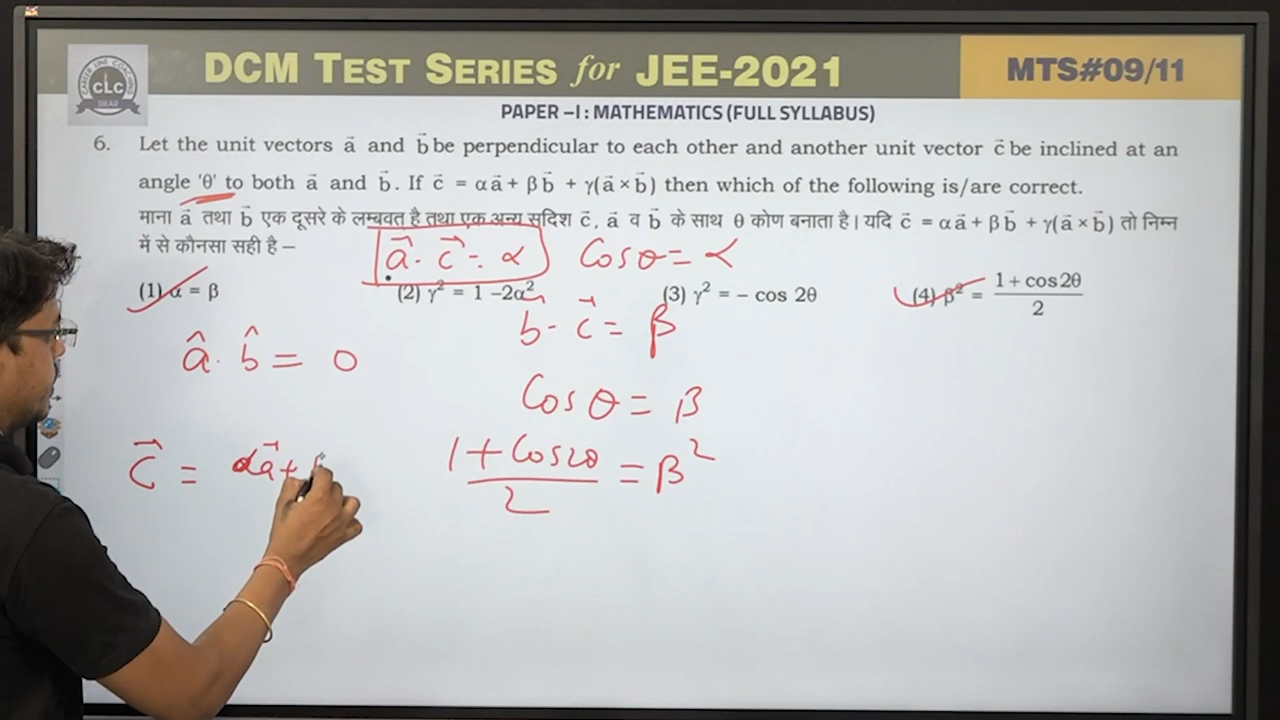 DCM TEST SERIES for JEE-2021
MTS#09/11
CLC
SIKAR
PAPER –I : MATHEMATICS (FULL SYLLABUS)
6. Let the unit vectors a⃗ and b⃗ be perpendicular to each other and another unit vector c⃗ be inclined at an
angle 'θ' to both a⃗ and b⃗. If c⃗ = αa⃗ + βb⃗ + γ(a⃗ × b⃗) then which of the following is/are correct.
माना a⃗ तथा b⃗ एक दूसरे के लम्बवत है तथा एक अन्य सदिश c⃗, a⃗ व b⃗ के साथ θ कोण बनाता है। यदि c⃗ = αa⃗ + βb⃗ + γ(a⃗ × b⃗) तो निम्न
में से कौनसा सही है –
a⃗ · c⃗ = α cosθ = α
(1) α = β (2) γ² = 1 –2α² (3) γ² = – cos 2θ (4) β² = (1 + cos 2θ)/2
b · c⃗ = β
â · b̂ = 0
cos θ = β
c⃗ = αa⃗ +
(1 + cos2θ)/2 = β²